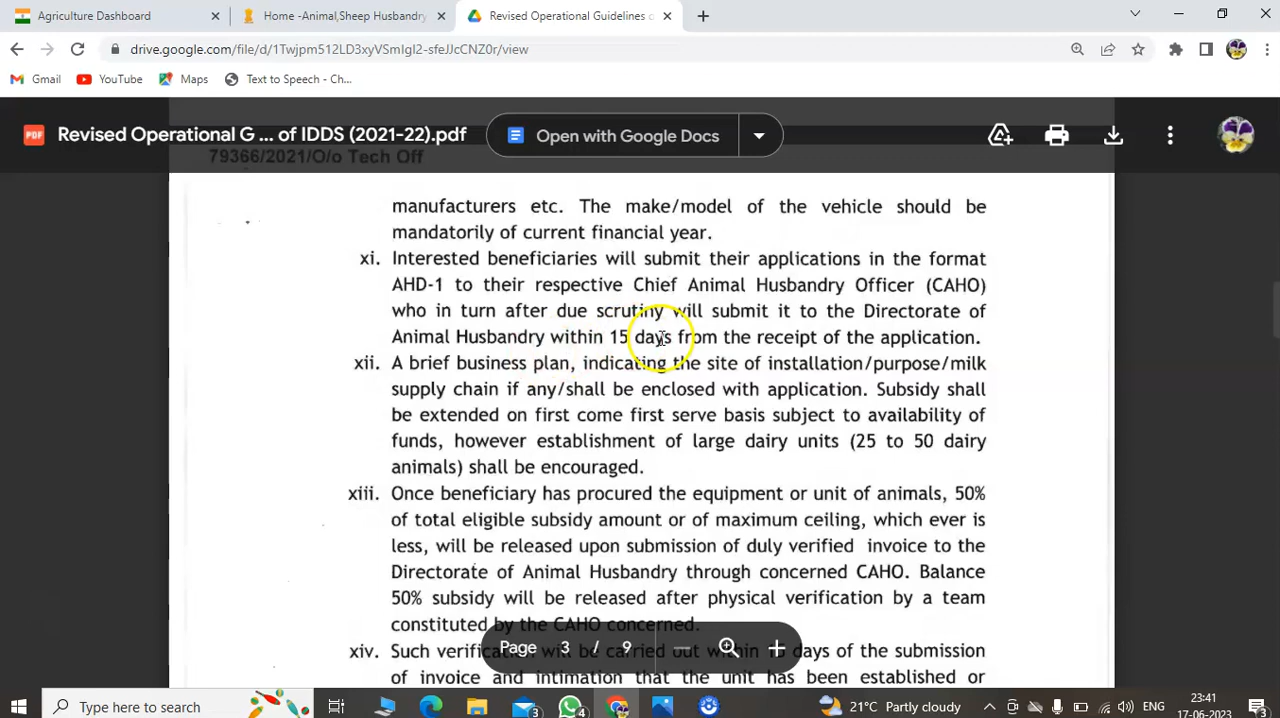 Agriculture Dashboard
Home -Animal,Sheep Husbandry
Revised Operational Guidelines o
drive.google.com/file/d/1Twjpm512LD3xyVSmIgI2-sfeJJcCNZ0r/view
Gmail YouTube Maps Text to Speech - Ch...
PDF Revised Operational G ... of IDDS (2021-22).pdf Open with Google Docs
79366/2021/O/o Tech Off
manufacturers etc. The make/model of the vehicle should be
mandatorily of current financial year.
xi. Interested beneficiaries will submit their applications in the format
AHD-1 to their respective Chief Animal Husbandry Officer (CAHO)
who in turn after due scrutiny will submit it to the Directorate of
Animal Husbandry within 15 days from the receipt of the application.
xii. A brief business plan, indicating the site of installation/purpose/milk
supply chain if any/shall be enclosed with application. Subsidy shall
be extended on first come first serve basis subject to availability of
funds, however establishment of large dairy units (25 to 50 dairy
animals) shall be encouraged.
xiii. Once beneficiary has procured the equipment or unit of animals, 50%
of total eligible subsidy amount or of maximum ceiling, which ever is
less, will be released upon submission of duly verified invoice to the
Directorate of Animal Husbandry through concerned CAHO. Balance
50% subsidy will be released after physical verification by a team
constituted by the CAHO concerned.
Page 3 / 9
xiv. Such verification will be carried out within days of the submission
of invoice and intimation that the unit has been established or
Type here to search
3
4
21°C Partly cloudy
ENG
23:41
17-06-2023
3